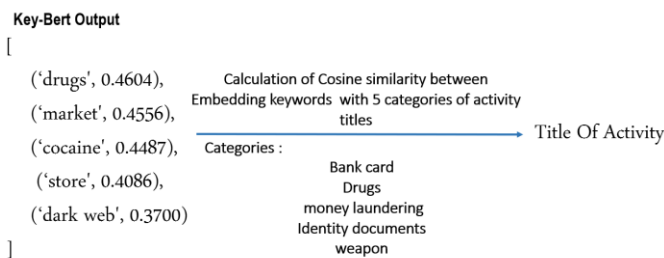 Key-Bert Output
[
(‘drugs', 0.4604),
(‘market', 0.4556),
(‘cocaine', 0.4487),
(‘store', 0.4086),
(‘dark web', 0.3700)
]
Calculation of Cosine similarity between
Embedding keywords with 5 categories of activity
titles
Categories :
Bank card
Drugs
money laundering
Identity documents
weapon
Title Of Activity